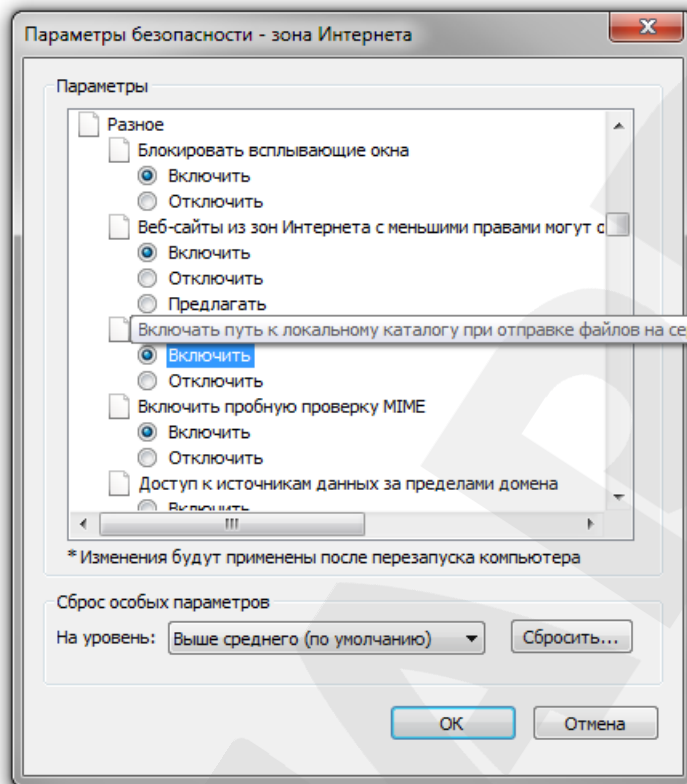 Параметры безопасности - зона Интернета
Параметры
Разное
Блокировать всплывающие окна
Включить
Отключить
Веб-сайты из зон Интернета с меньшими правами могут о
Включить
Отключить
Предлагать
Включать путь к локальному каталогу при отправке файлов на се
Включить
Отключить
Включить пробную проверку MIME
Включить
Отключить
Доступ к источникам данных за пределами домена
Включить
* Изменения будут применены после перезапуска компьютера
Сброс особых параметров
На уровень: Выше среднего (по умолчанию) Сбросить...
ОК Отмена